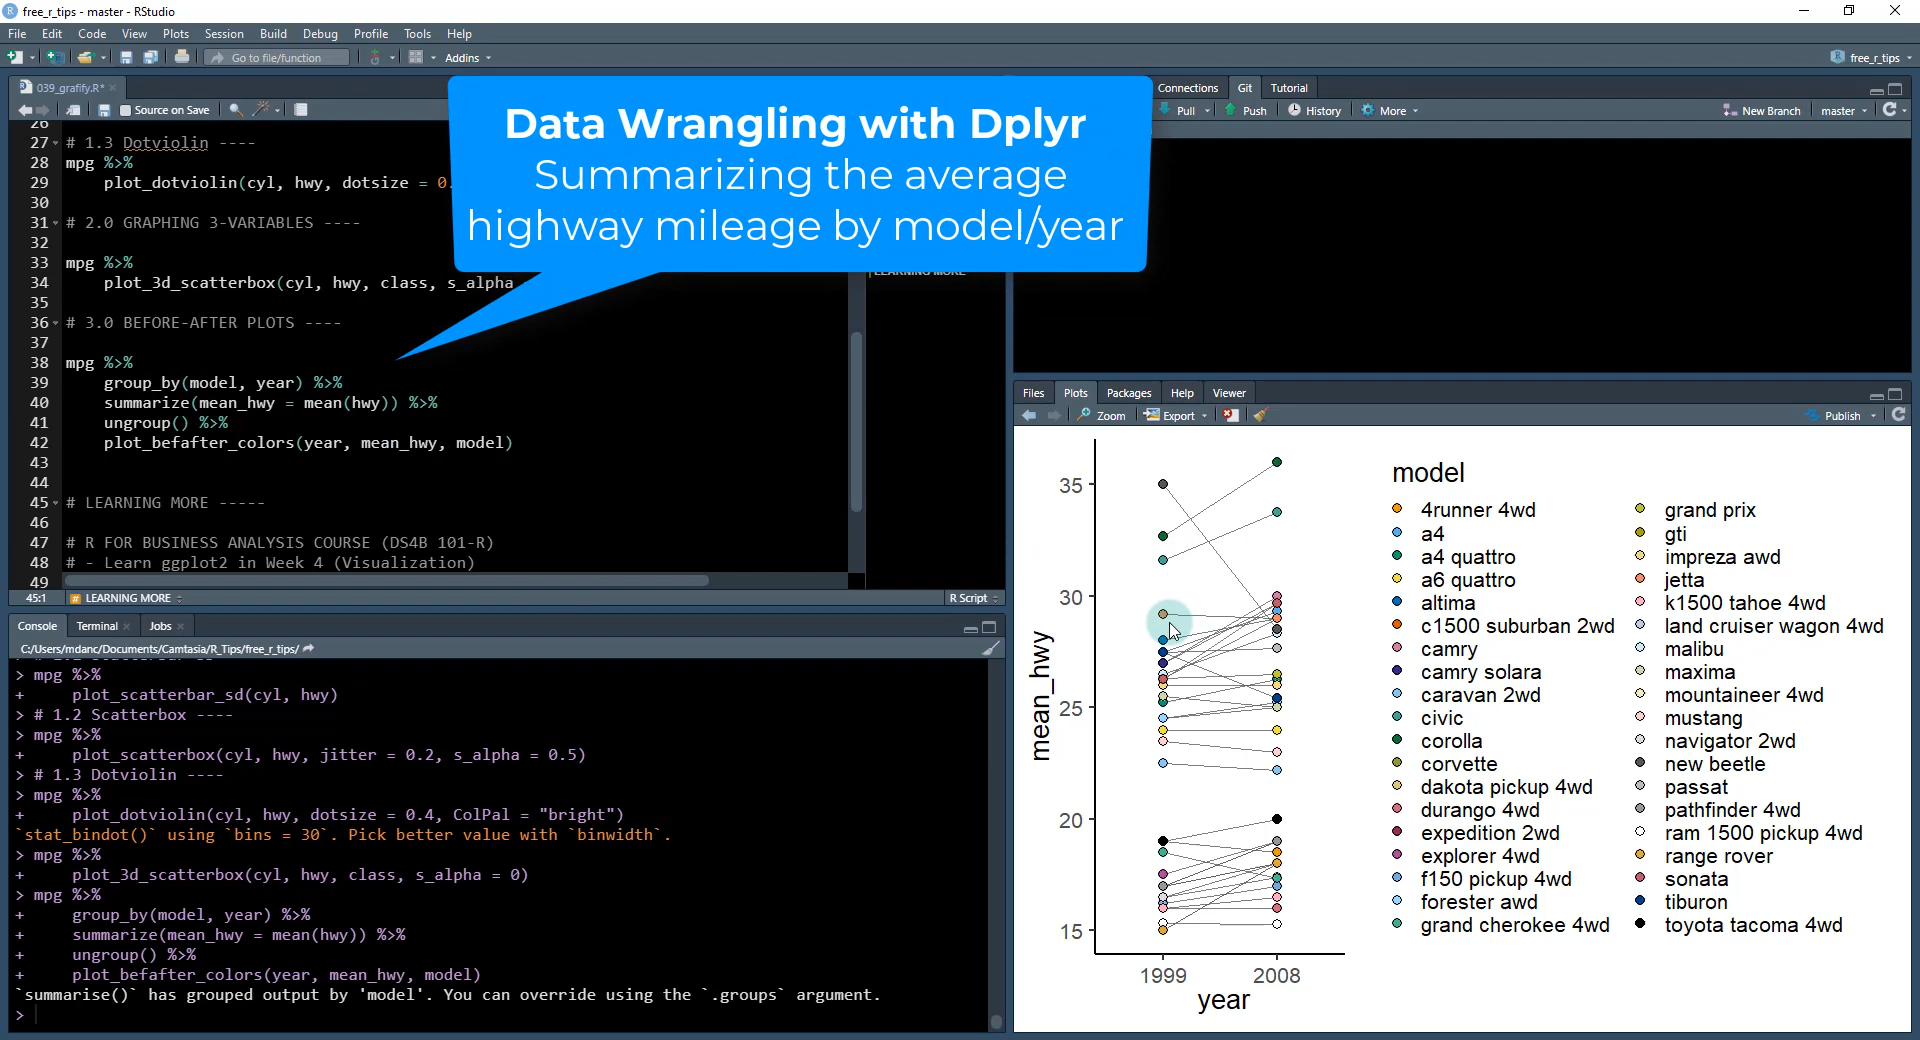 free_r_tips - master - RStudio
File Edit Code View Plots Session Build Debug Profile Tools Help
Go to file/function
Addins
free_r_tips
039_grafify.R*
Source on Save
Data Wrangling with Dplyr
Summarizing the average
highway mileage by model/year
26
27 # 1.3 Dotviolin ----
28 mpg %>%
29 plot_dotviolin(cyl, hwy, dotsize = 0.
30
31 # 2.0 GRAPHING 3-VARIABLES ----
32
33 mpg %>%
34 plot_3d_scatterbox(cyl, hwy, class, s_alpha
35
36 # 3.0 BEFORE-AFTER PLOTS ----
37
38 mpg %>%
39 group_by(model, year) %>%
40 summarize(mean_hwy = mean(hwy)) %>%
41 ungroup() %>%
42 plot_befafter_colors(year, mean_hwy, model)
43
44
45 # LEARNING MORE -----
46
47 # R FOR BUSINESS ANALYSIS COURSE (DS4B 101-R)
48 # - Learn ggplot2 in Week 4 (Visualization)
49
LEARNING MORE
45:1 # LEARNING MORE R Script
Console Terminal Jobs
C:/Users/mdanc/Documents/Camtasia/R_Tips/free_r_tips/
> mpg %>%
+ plot_scatterbar_sd(cyl, hwy)
> # 1.2 Scatterbox ----
> mpg %>%
+ plot_scatterbox(cyl, hwy, jitter = 0.2, s_alpha = 0.5)
> # 1.3 Dotviolin ----
> mpg %>%
+ plot_dotviolin(cyl, hwy, dotsize = 0.4, ColPal = "bright")
`stat_bindot()` using `bins = 30`. Pick better value with `binwidth`.
> mpg %>%
+ plot_3d_scatterbox(cyl, hwy, class, s_alpha = 0)
> mpg %>%
+ group_by(model, year) %>%
+ summarize(mean_hwy = mean(hwy)) %>%
+ ungroup() %>%
+ plot_befafter_colors(year, mean_hwy, model)
`summarise()` has grouped output by 'model'. You can override using the `.groups` argument.
>
Connections Git Tutorial
Pull Push History More New Branch master
Files Plots Packages Help Viewer
Zoom Export Publish
35
30
25
20
15
mean_hwy
1999 2008
year
model
4runner 4wd
a4
a4 quattro
a6 quattro
altima
c1500 suburban 2wd
camry
camry solara
caravan 2wd
civic
corolla
corvette
dakota pickup 4wd
durango 4wd
expedition 2wd
explorer 4wd
f150 pickup 4wd
forester awd
grand cherokee 4wd
grand prix
gti
impreza awd
jetta
k1500 tahoe 4wd
land cruiser wagon 4wd
malibu
maxima
mountaineer 4wd
mustang
navigator 2wd
new beetle
passat
pathfinder 4wd
ram 1500 pickup 4wd
range rover
sonata
tiburon
toyota tacoma 4wd